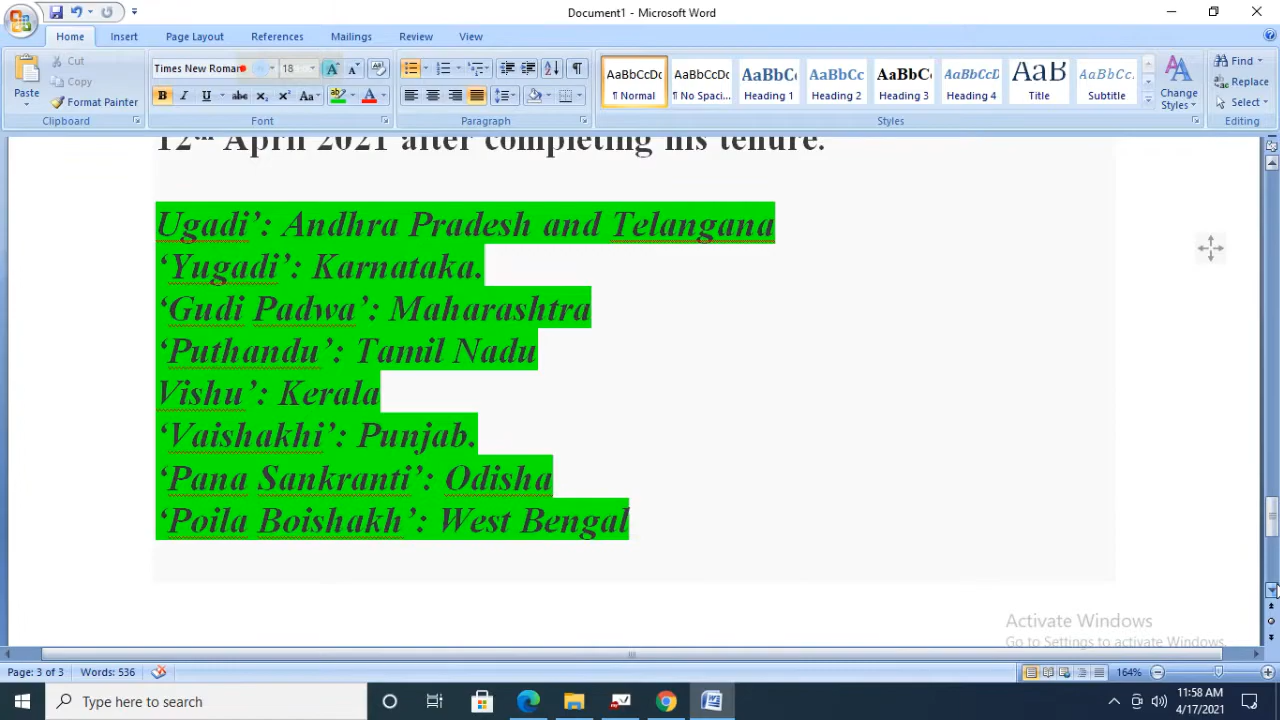 Document1 - Microsoft Word
Home Insert Page Layout References Mailings Review View
Paste
Cut
Copy
Format Painter
Clipboard
Times New Roman 18
Font
Paragraph
AaBbCcDc AaBbCcDc AaBbC AaBbCc AaBbCc AaBbCcD AaB AaBbCc.
¶ Normal ¶ No Spaci... Heading 1 Heading 2 Heading 3 Heading 4 Title Subtitle
Change Styles
Styles
Find
Replace
Select
Editing
12th April 2021 after completing his tenure.
Ugadi’: Andhra Pradesh and Telangana
‘Yugadi’: Karnataka.
‘Gudi Padwa’: Maharashtra
‘Puthandu’: Tamil Nadu
Vishu’: Kerala
‘Vaishakhi’: Punjab.
‘Pana Sankranti’: Odisha
‘Poila Boishakh’: West Bengal
Activate Windows
Go to Settings to activate Windows.
Page: 3 of 3 Words: 536 164%
Type here to search
11:58 AM
4/17/2021